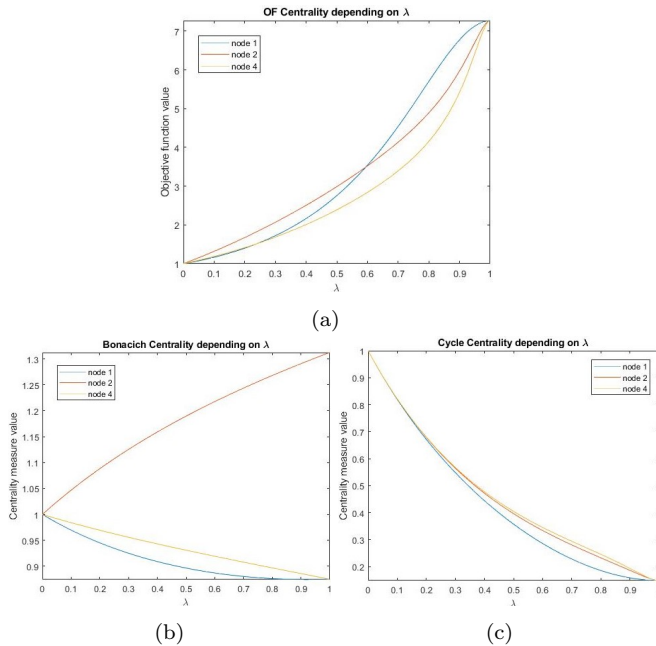 OF Centrality depending on λ
Objective function value
7
6
5
4
3
2
1
node 1
node 2
node 4
0 0.1 0.2 0.3 0.4 0.5 0.6 0.7 0.8 0.9 1
λ
(a)
Bonacich Centrality depending on λ
Centrality measure value
1.3
1.25
1.2
1.15
1.1
1.05
1
0.95
0.9
node 1
node 2
node 4
0 0.1 0.2 0.3 0.4 0.5 0.6 0.7 0.8 0.9 1
λ
(b)
Cycle Centrality depending on λ
Centrality measure value
1
0.9
0.8
0.7
0.6
0.5
0.4
0.3
0.2
node 1
node 2
node 4
0 0.1 0.2 0.3 0.4 0.5 0.6 0.7 0.8 0.9
λ
(c)